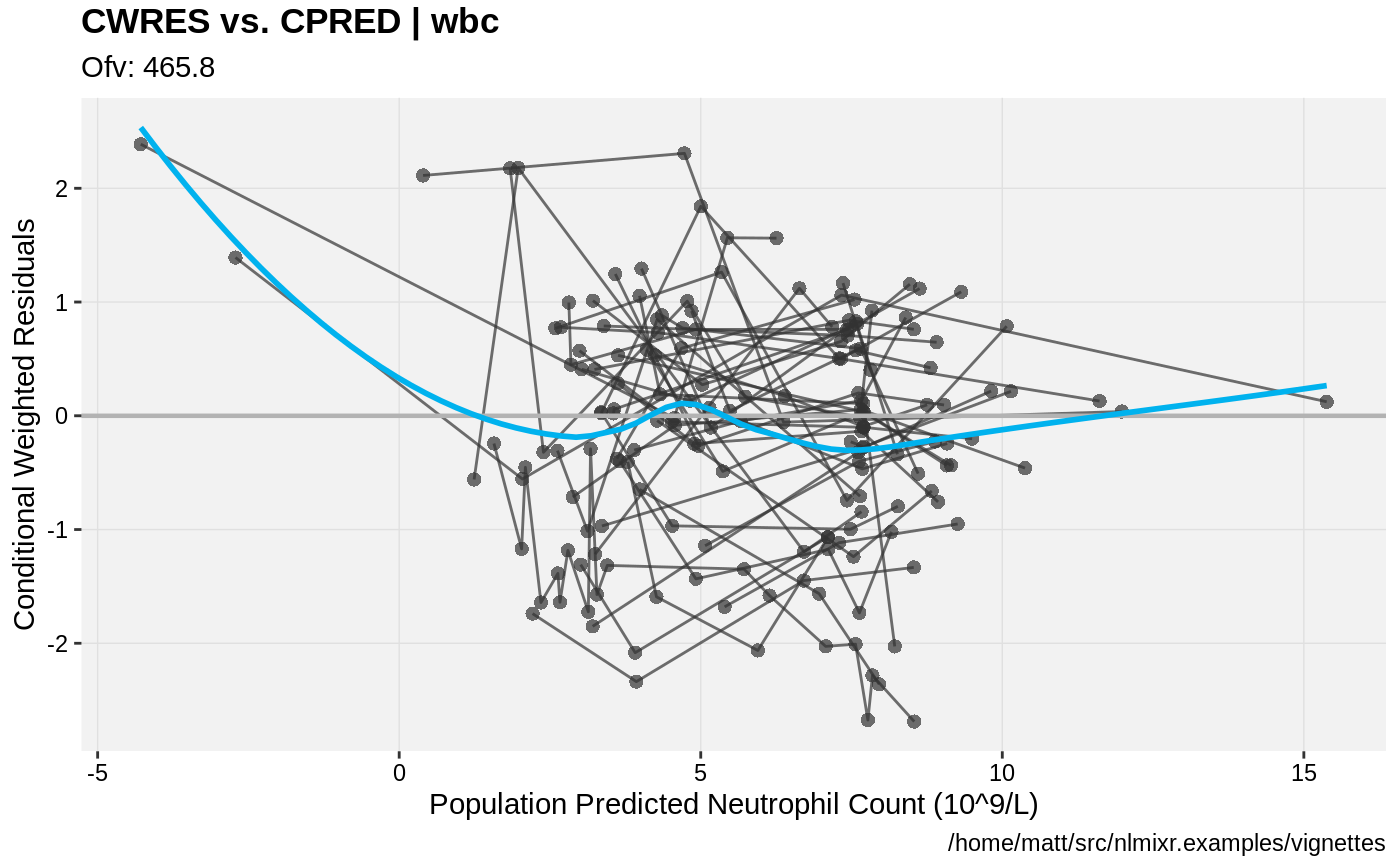 CWRES vs. CPRED | wbc
Ofv: 465.8
Conditional Weighted Residuals
2
1
0
-1
-2
-5
0
5
10
15
Population Predicted Neutrophil Count (10^9/L)
/home/matt/src/nlmixr.examples/vignettes